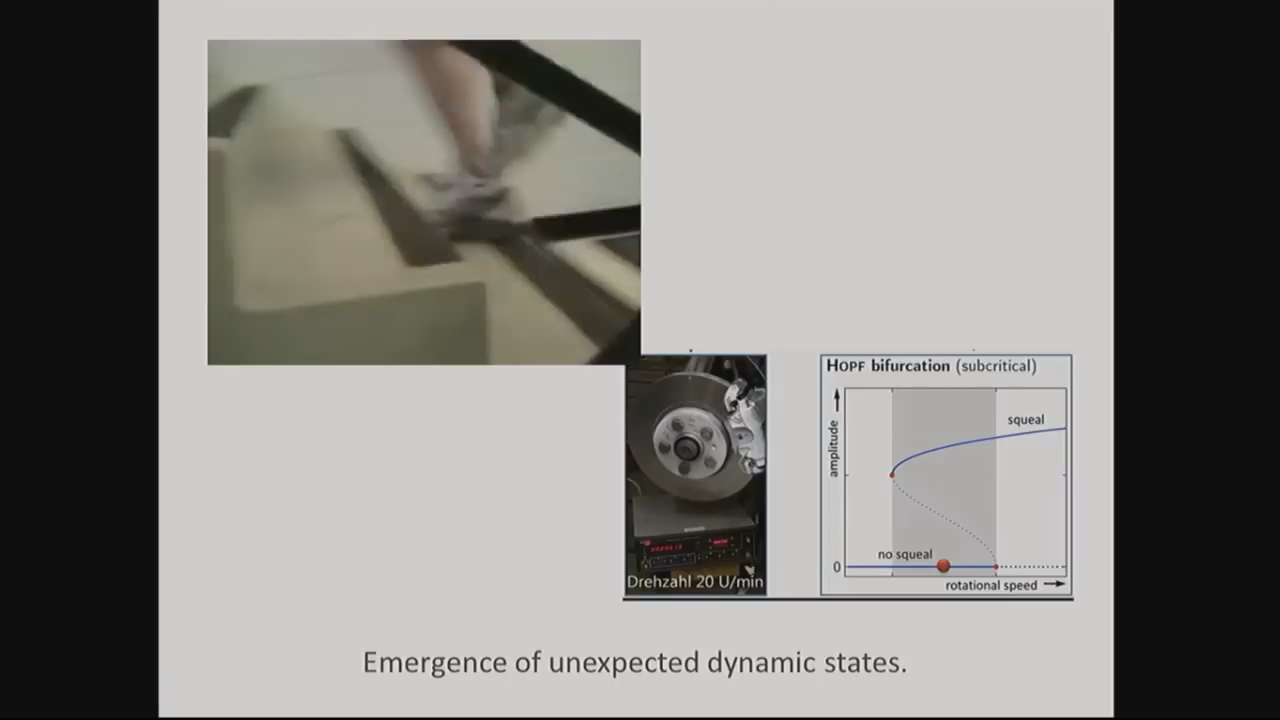 HOPF bifurcation (subcritical)
amplitude
squeal
no squeal
0
rotational speed
Drehzahl 20 U/min
Emergence of unexpected dynamic states.